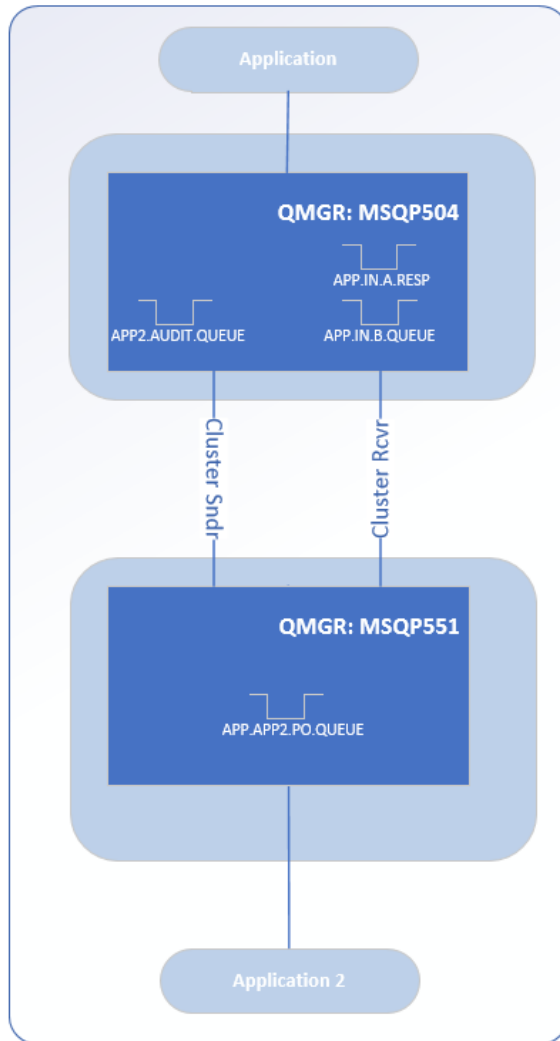 Application
QMGR: MSQP504
APP.IN.A.RESP
APP2.AUDIT.QUEUE
APP.IN.B.QUEUE
Cluster Sndr
Cluster Rcvr
QMGR: MSQP551
APP.APP2.PO.QUEUE
Application 2